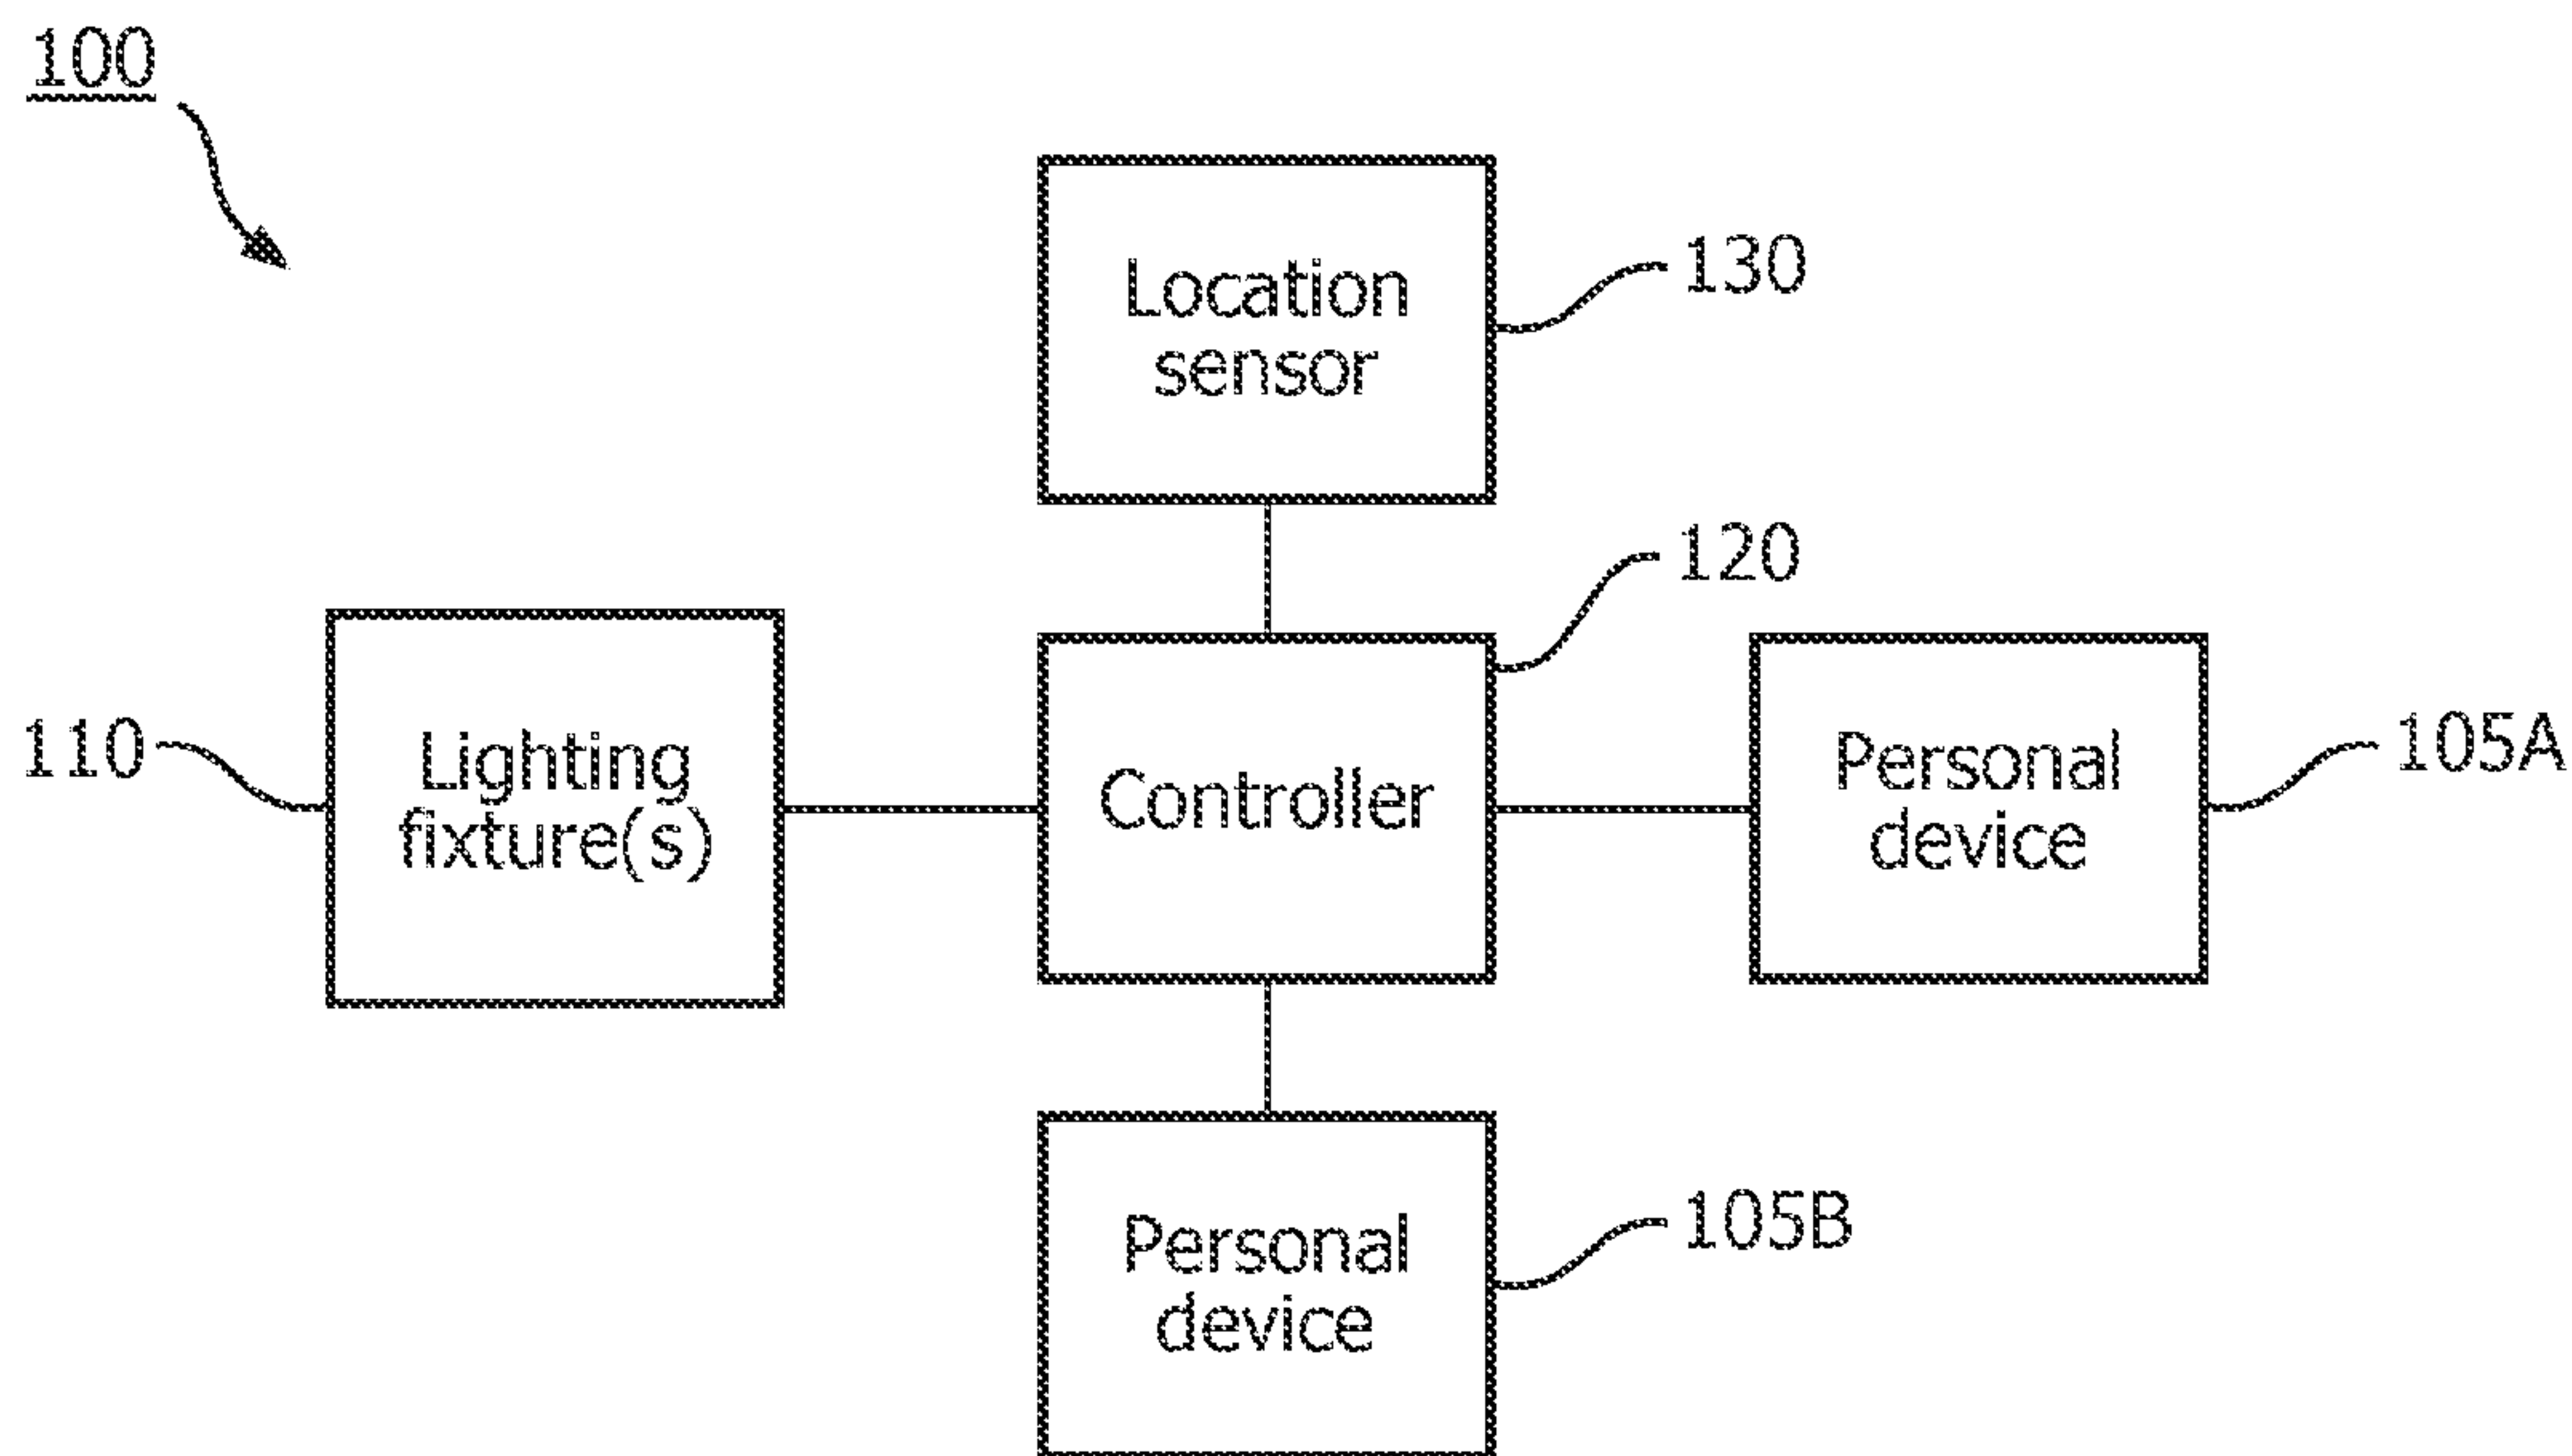 100
Location
sensor
130
120
110
Lighting
fixture(s)
Controller
Personal
device
105A
Personal
device
105B